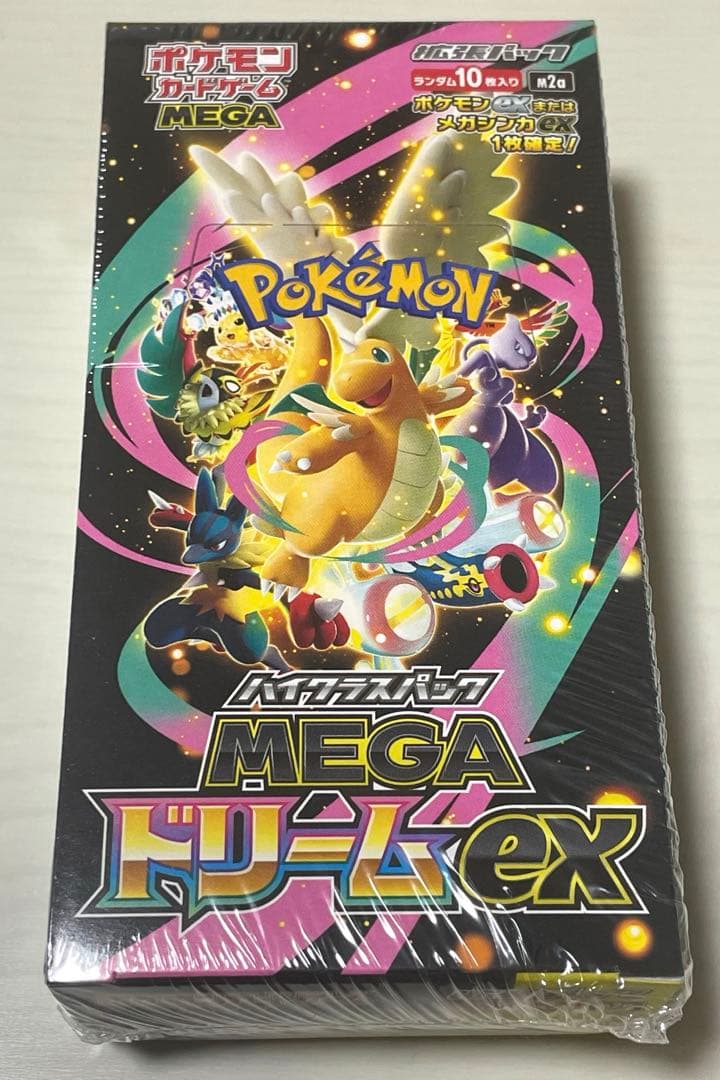 ポケモン
カードゲーム
MEGA
拡張パック
ランダム10枚入り M2a
ポケモンexまたは
メガシンカex
1枚確定!
POKéMON
TM
ハイクラスパック
MEGA
ドリームex